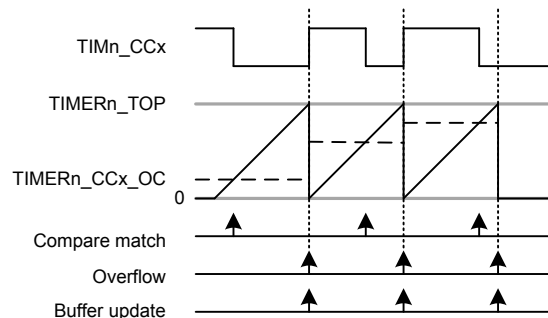 TIMn_CCx
TIMERn_TOP
TIMERn_CCx_OC
0
Compare match
Overflow
Buffer update